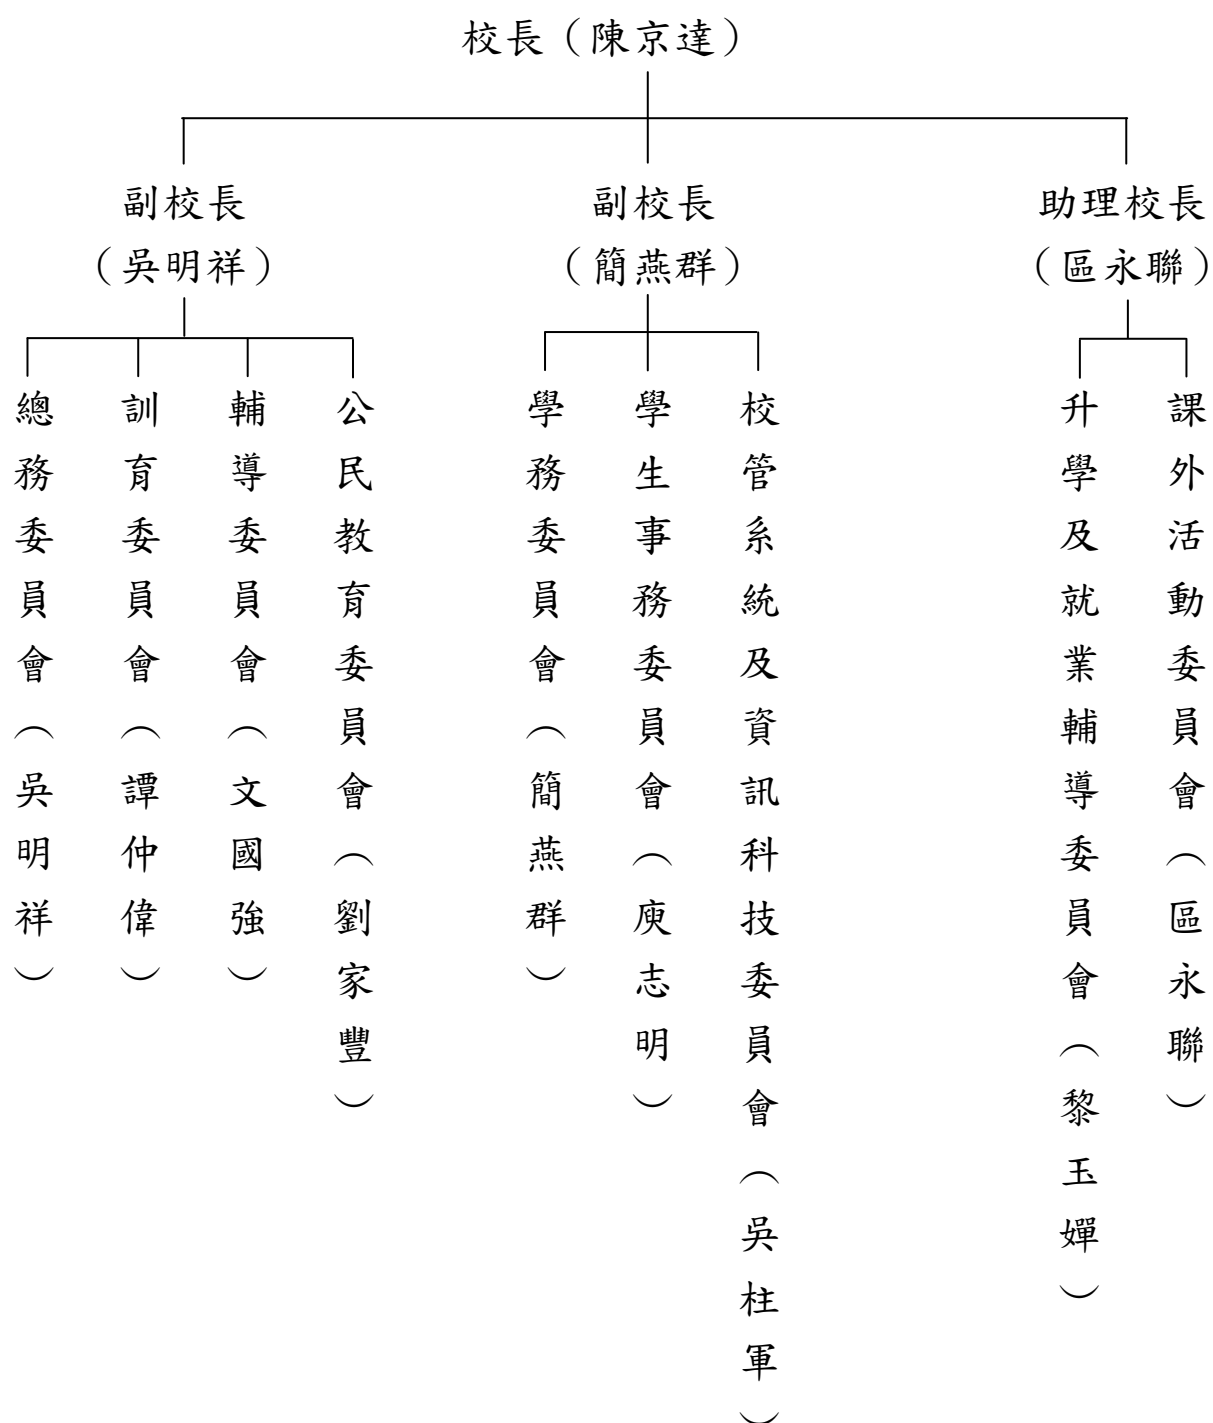 校長（陳京達）
副校長
（吳明祥）
副校長
（簡燕群）
助理校長
（區永聯）
總務委員會（吳明祥）
訓育委員會（譚仲偉）
輔導委員會（文國強）
公民教育委員會（劉家豐）
學務委員會（簡燕群）
學生事務委員會（庾志明）
校管系統及資訊科技委員會（吳柱軍）
升學及就業輔導委員會（黎玉嬋）
課外活動委員會（區永聯）